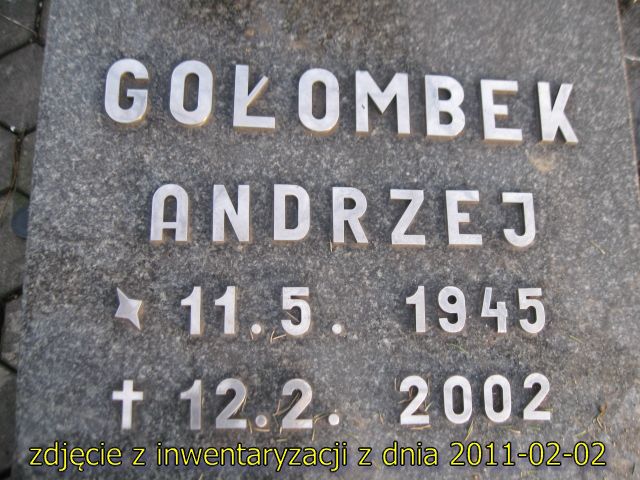 GOŁOMBEK
ANDRZEJ
11.5. 1945
✝ 12.2. 2002
zdjęcie z inwentaryzacji z dnia 2011-02-02